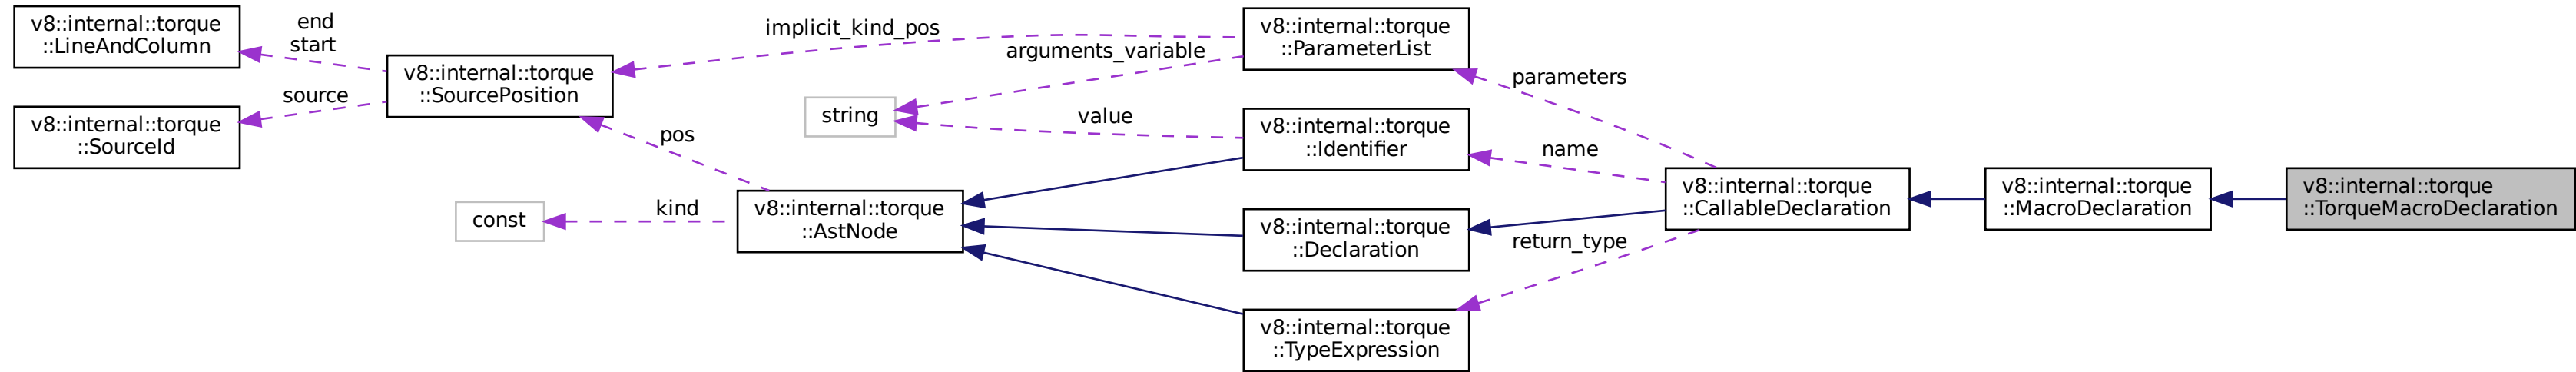 v8::internal::torque
::LineAndColumn
v8::internal::torque
::SourceId
end
start
source
v8::internal::torque
::SourcePosition
implicit_kind_pos
arguments_variable
string
value
pos
const
kind
v8::internal::torque
::AstNode
v8::internal::torque
::ParameterList
v8::internal::torque
::Identifier
v8::internal::torque
::Declaration
v8::internal::torque
::TypeExpression
parameters
name
return_type
v8::internal::torque
::CallableDeclaration
v8::internal::torque
::MacroDeclaration
v8::internal::torque
::TorqueMacroDeclaration